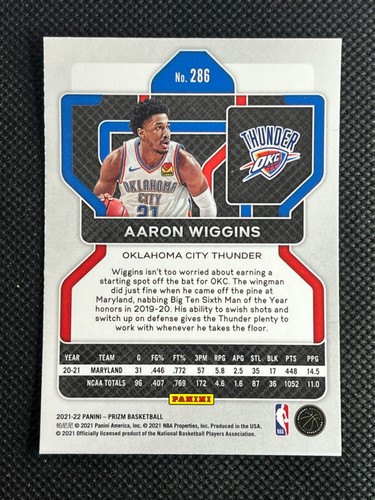 No. 286
THUNDER
OKC
OKLAHOMA
CITY
21
AARON WIGGINS
OKLAHOMA CITY THUNDER
Wiggins isn't too worried about earning a
starting spot off the bat for OKC. The wingman
did just fine when he came off the pine at
Maryland, nabbing Big Ten Sixth Man of the Year
honors in 2019-20. His ability to swish shots and
switch up on defense gives the Thunder plenty
to work with whenever he takes the floor.
YEAR TEAM G FG% FT% 3PM RPG APG STL BLK PTS PPG
20-21 MARYLAND 31 .446 .772 57 5.8 2.5 35 17 448 14.5
NCAA TOTALS 96 .407 .769 172 4.6 1.6 87 36 1052 11.0
PANINI
2021-22 PANINI – PRIZM BASKETBALL
帕尼尼 © 2021 Panini America, Inc. © 2021 NBA Properties, Inc. Produced in the USA.
© 2021 Officially licensed product of the National Basketball Players Association.
NBA